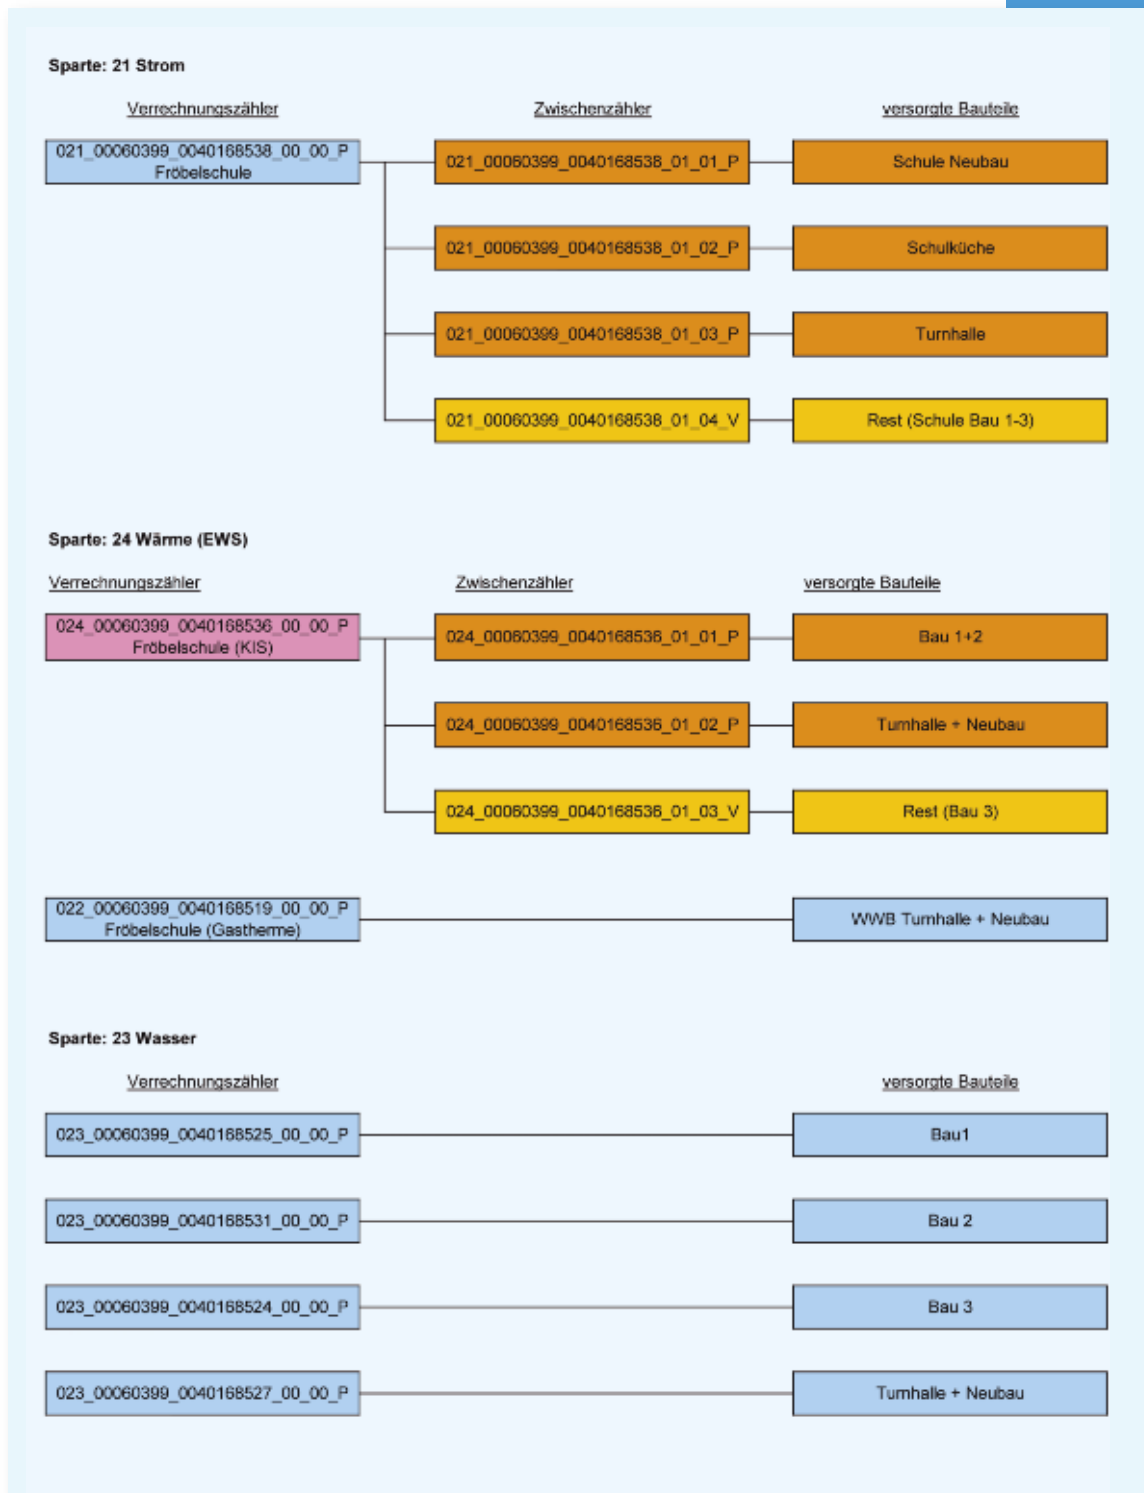 Sparte: 21 Strom
Verrechnungszähler Zwischenzähler versorgte Bauteile
021_00060399_0040168538_00_00_P
Fröbelschule
021_00060399_0040168538_01_01_P Schule Neubau
021_00060399_0040168538_01_02_P Schulküche
021_00060399_0040168538_01_03_P Turnhalle
021_00060399_0040168538_01_04_V Rest (Schule Bau 1-3)
Sparte: 24 Wärme (EWS)
Verrechnungszähler Zwischenzähler versorgte Bauteile
024_00060399_0040168536_00_00_P
Fröbelschule (KIS)
024_00060399_0040168536_01_01_P Bau 1+2
024_00060399_0040168536_01_02_P Turnhalle + Neubau
024_00060399_0040168536_01_03_V Rest (Bau 3)
022_00060399_0040168519_00_00_P
Fröbelschule (Gastherme)
WWB Turnhalle + Neubau
Sparte: 23 Wasser
Verrechnungszähler versorgte Bauteile
023_00060399_0040168525_00_00_P Bau1
023_00060399_0040168531_00_00_P Bau 2
023_00060399_0040168524_00_00_P Bau 3
023_00060399_0040168527_00_00_P Turnhalle + Neubau